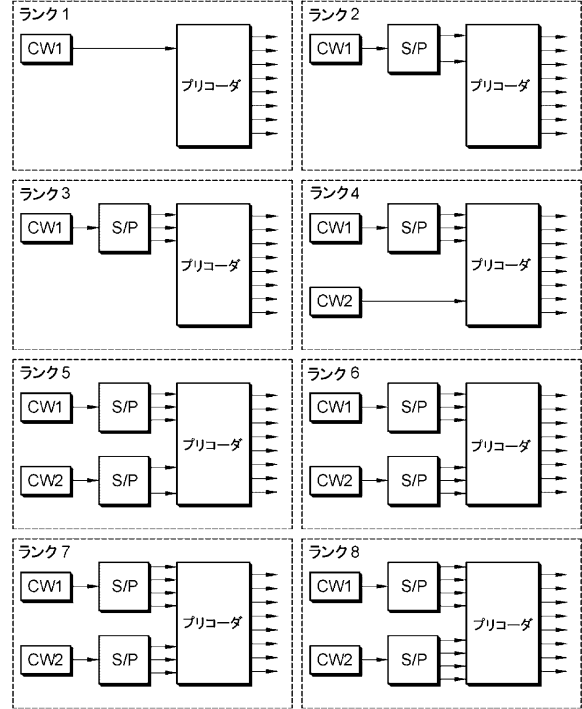 ランク1
CW1
プリコーダ
ランク2
CW1
S/P
プリコーダ
ランク3
CW1
S/P
プリコーダ
ランク4
CW1
S/P
プリコーダ
CW2
ランク5
CW1
S/P
プリコーダ
CW2
S/P
ランク6
CW1
S/P
プリコーダ
CW2
S/P
ランク7
CW1
S/P
プリコーダ
CW2
S/P
ランク8
CW1
S/P
プリコーダ
CW2
S/P